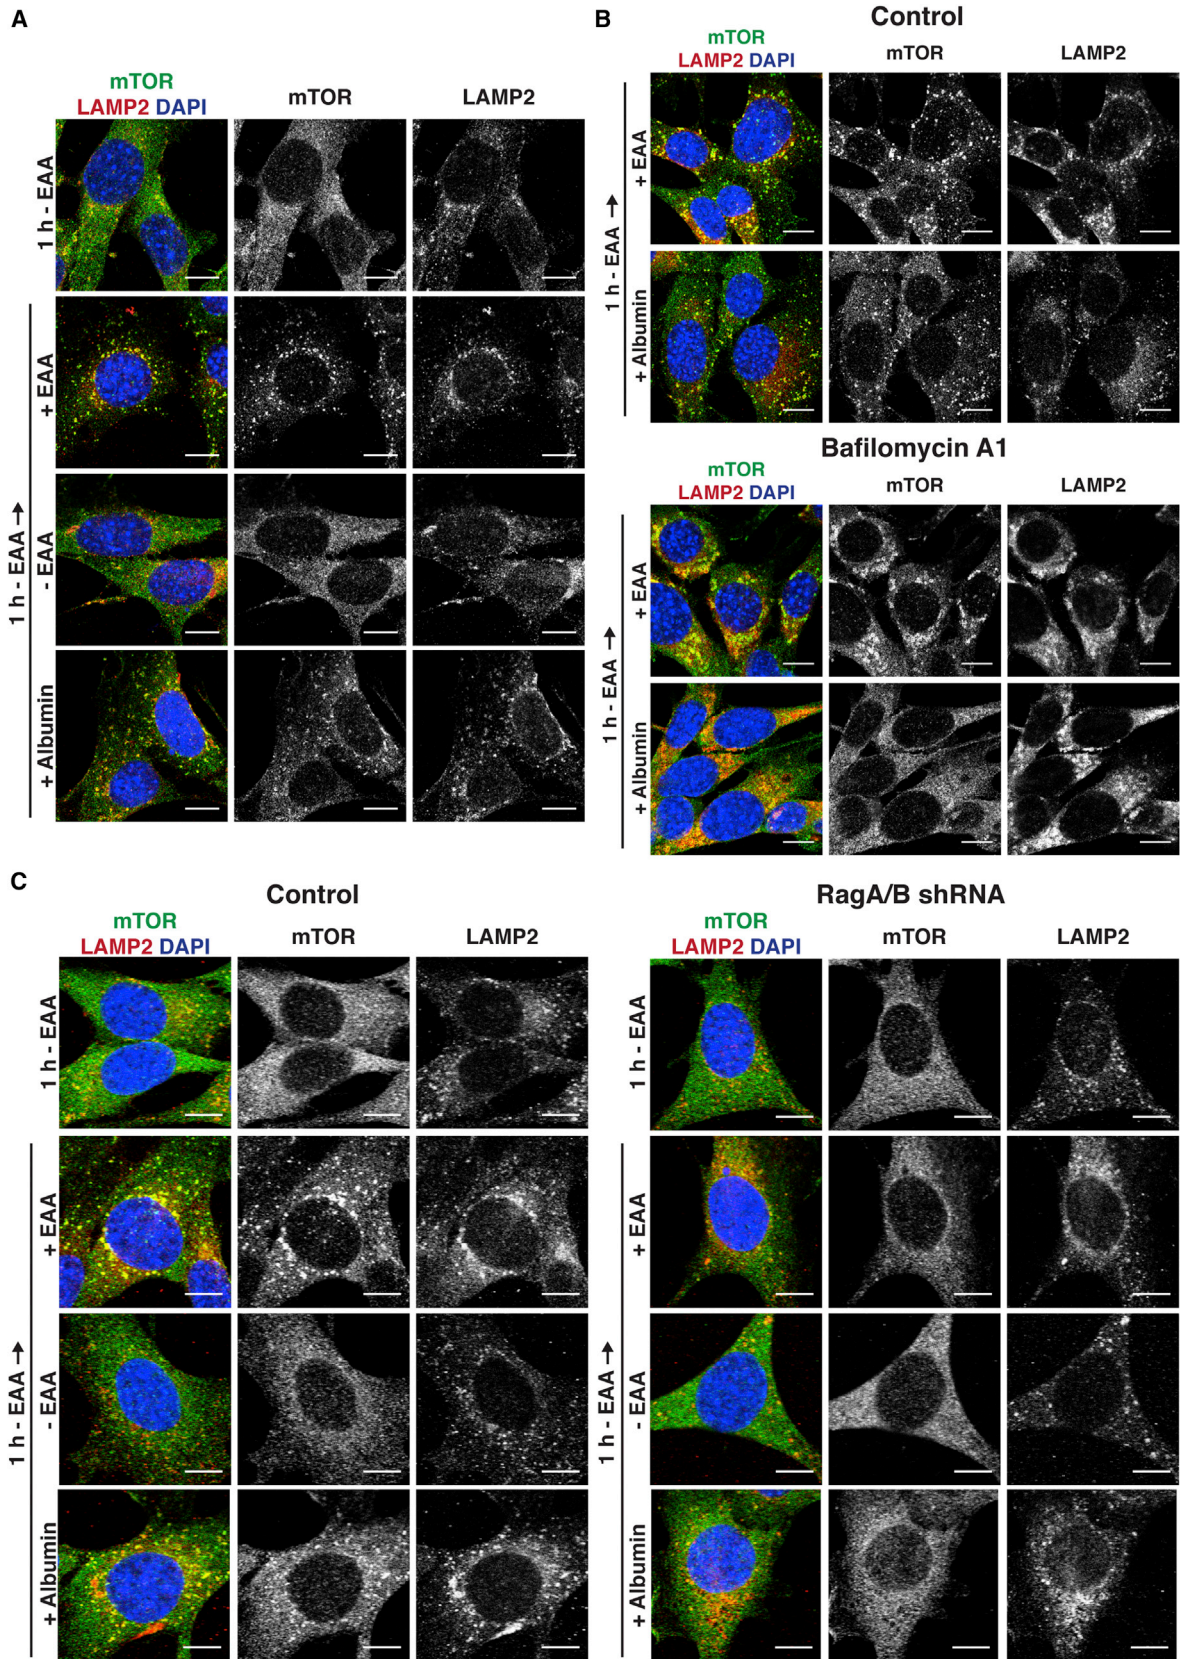 A
mTOR
LAMP2 DAPI
mTOR
LAMP2
1 h - EAA
1 h - EAA →
+ EAA
- EAA
+ Albumin
B
Control
mTOR
LAMP2 DAPI
mTOR
LAMP2
1 h - EAA →
+ EAA
+ Albumin
Bafilomycin A1
mTOR
LAMP2 DAPI
mTOR
LAMP2
1 h - EAA →
+ EAA
+ Albumin
C
Control
mTOR
LAMP2 DAPI
mTOR
LAMP2
1 h - EAA
1 h - EAA →
+ EAA
- EAA
+ Albumin
RagA/B shRNA
mTOR
LAMP2 DAPI
mTOR
LAMP2
1 h - EAA
1 h - EAA →
+ EAA
- EAA
+ Albumin